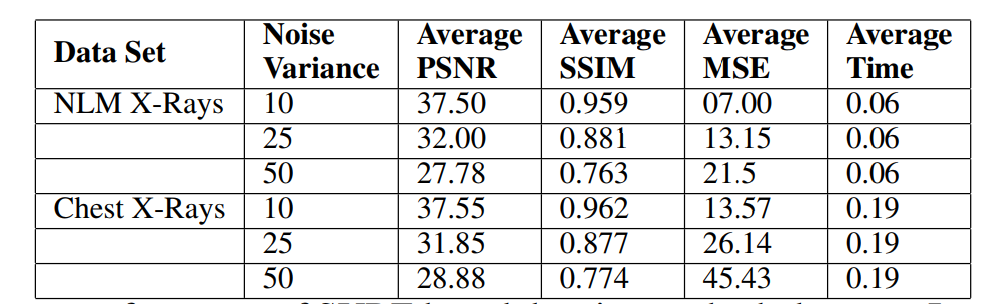 Data Set Noise Variance Average PSNR Average SSIM Average MSE Average Time
NLM X-Rays 10 37.50 0.959 07.00 0.06
25 32.00 0.881 13.15 0.06
50 27.78 0.763 21.5 0.06
Chest X-Rays 10 37.55 0.962 13.57 0.19
25 31.85 0.877 26.14 0.19
50 28.88 0.774 45.43 0.19